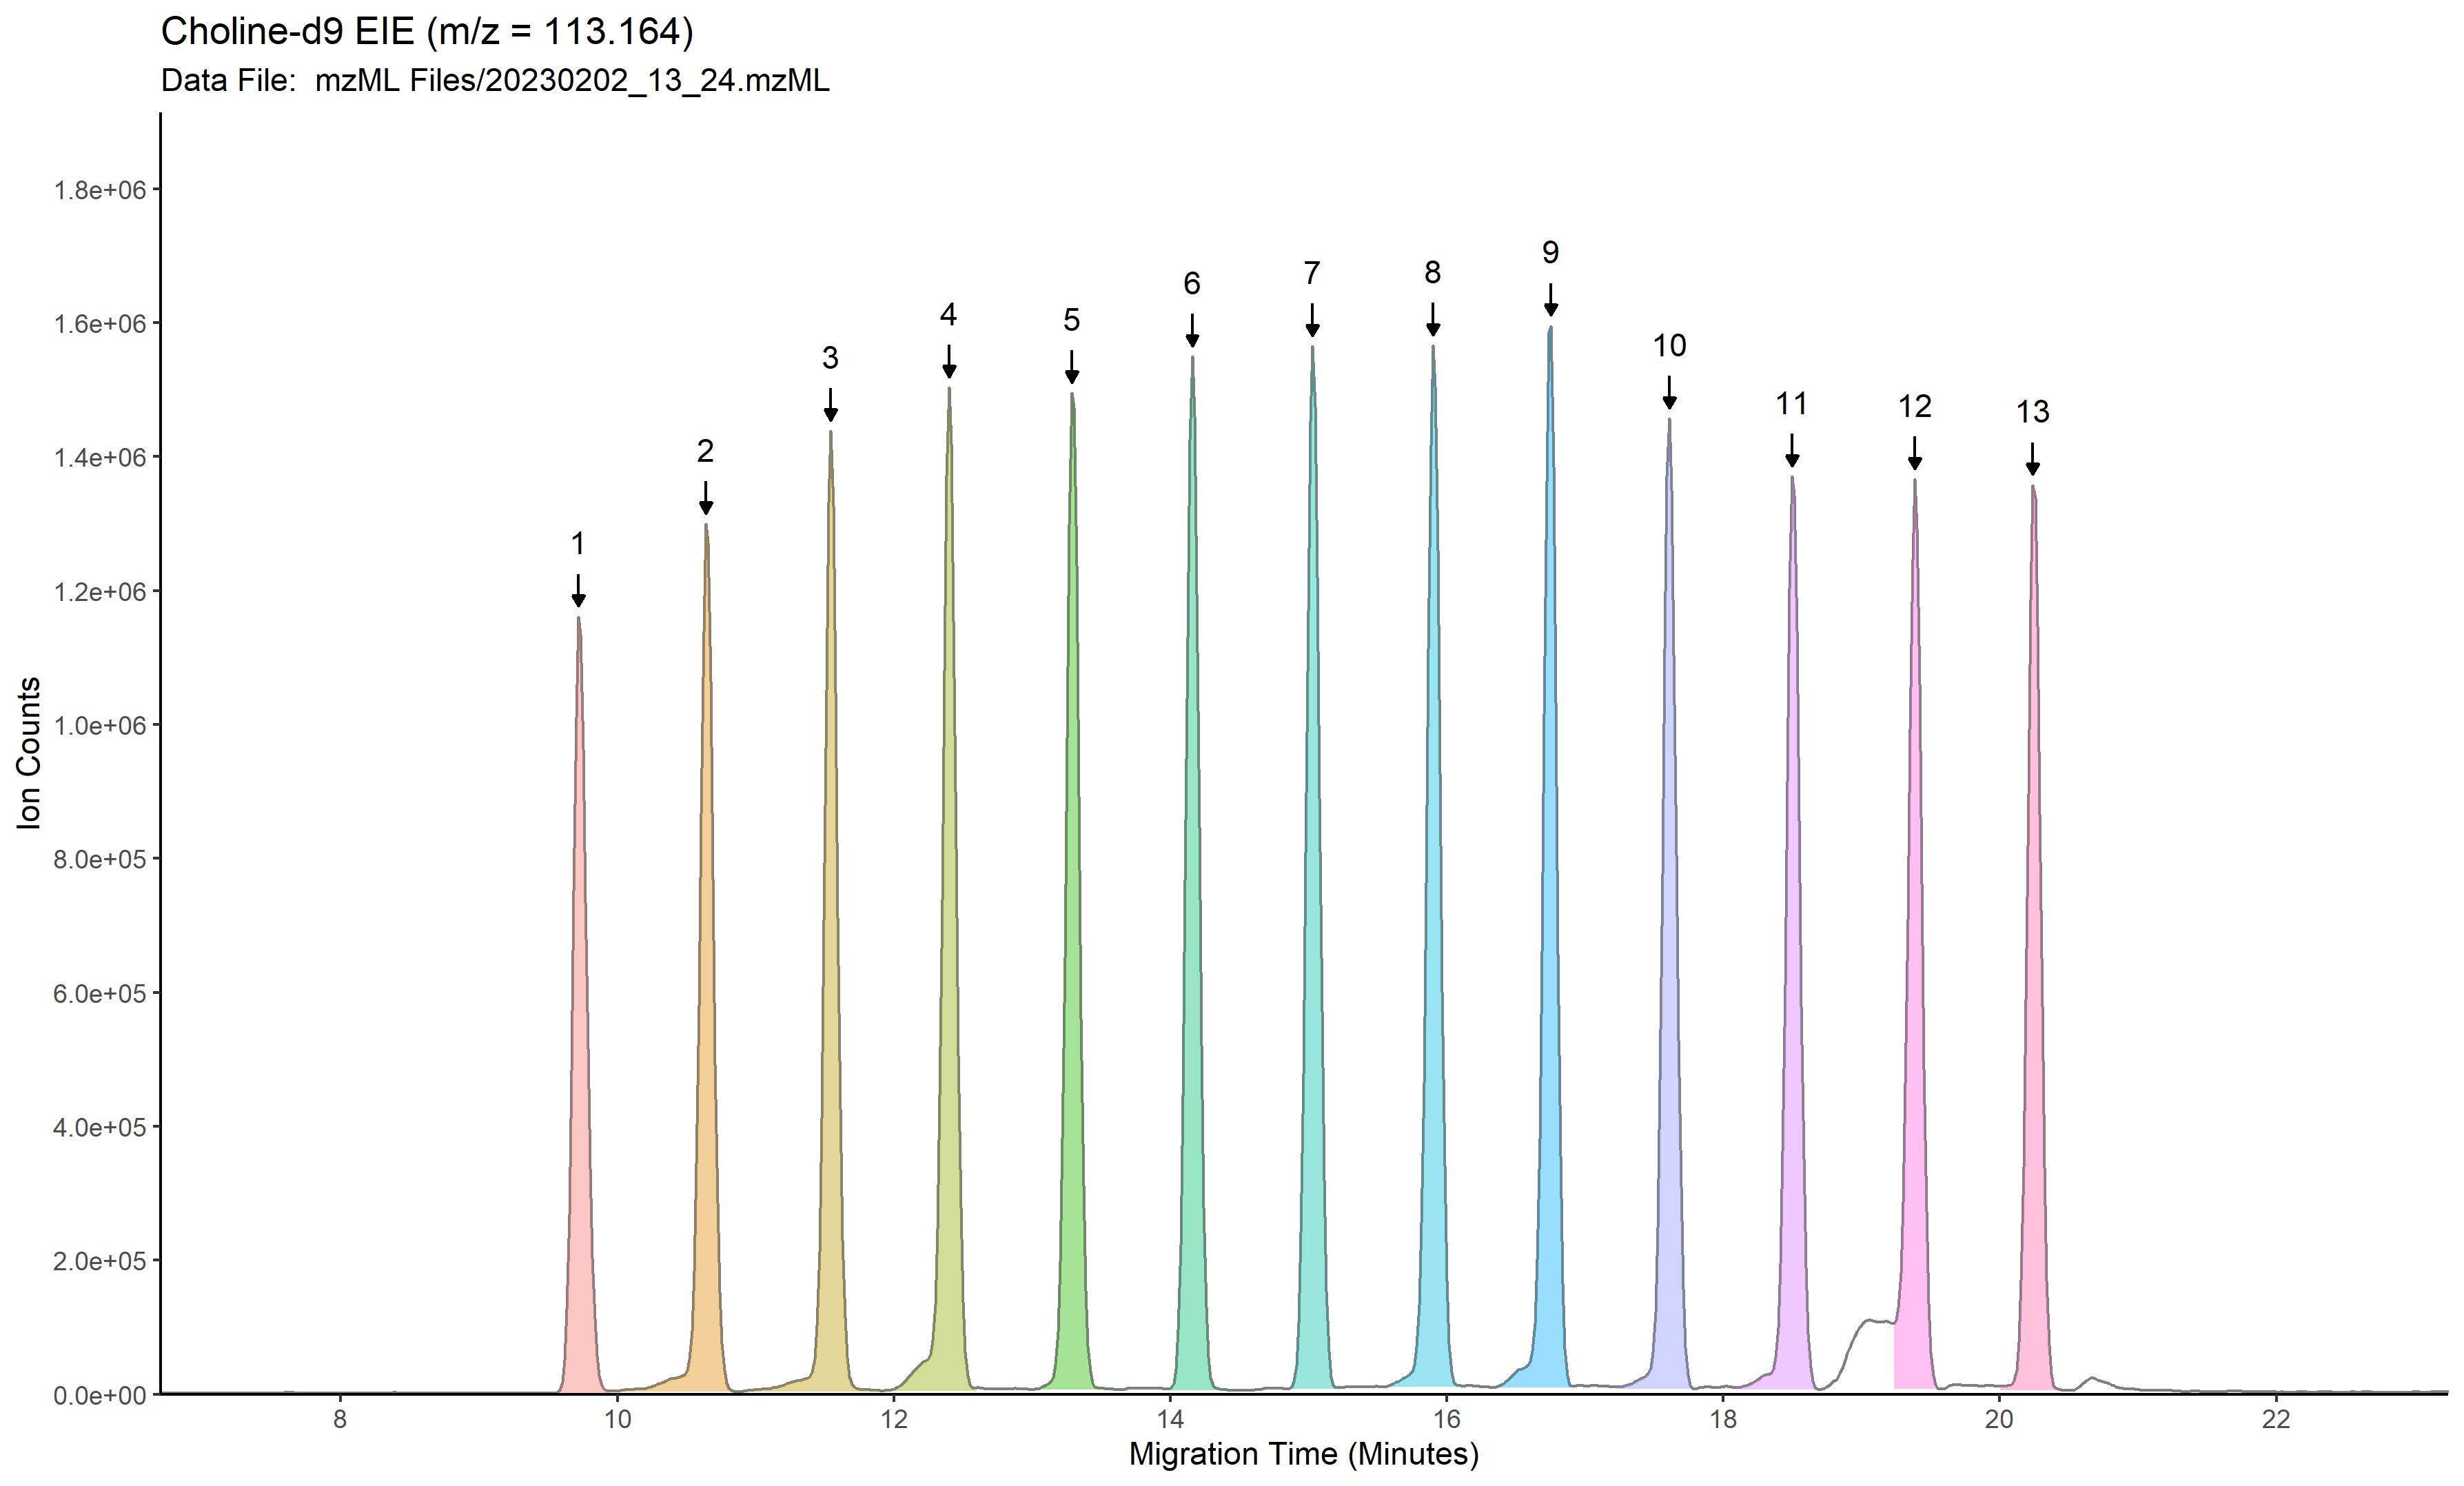 Choline-d9 EIE (m/z = 113.164)
Data File:  mzML Files/20230202_13_24.mzML
1.8e+06
1.6e+06
1.4e+06
1.2e+06
1.0e+06
8.0e+05
6.0e+05
4.0e+05
2.0e+05
0.0e+00
Ion Counts
1
2
3
4
5
6
7
8
9
10
11
12
13
8
10
12
14
16
18
20
22
Migration Time (Minutes)